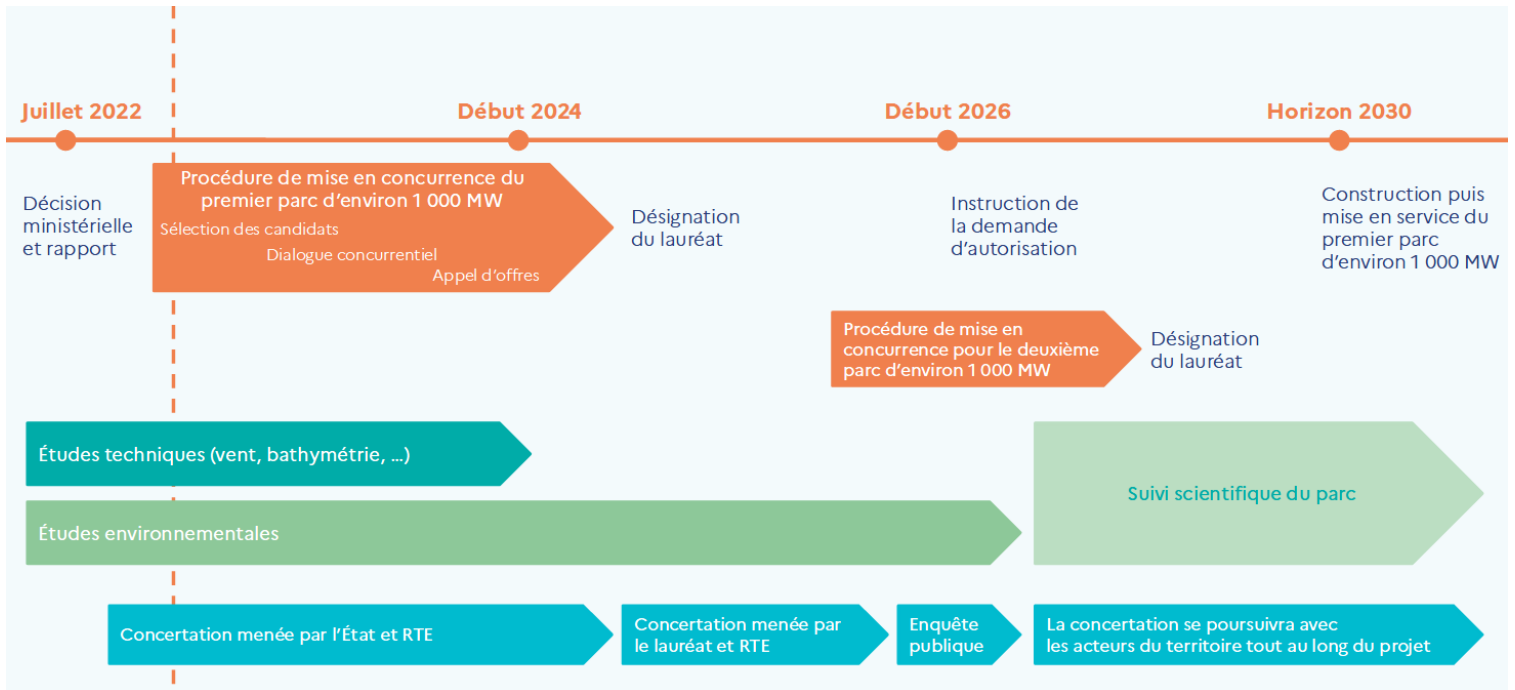 Juillet 2022
Début 2024
Début 2026
Horizon 2030
Décision
ministérielle
et rapport
Procédure de mise en concurrence du
premier parc d’environ 1 000 MW
Sélection des candidats
Dialogue concurrentiel
Appel d’offres
Désignation
du lauréat
Instruction de
la demande
d’autorisation
Construction puis
mise en service du
premier parc
d’environ 1 000 MW
Procédure de mise en
concurrence pour le deuxième
parc d’environ 1 000 MW
Désignation
du lauréat
Études techniques (vent, bathymétrie, ...)
Suivi scientifique du parc
Études environnementales
Concertation menée par l’État et RTE
Concertation menée par
le lauréat et RTE
Enquête
publique
La concertation se poursuivra avec
les acteurs du territoire tout au long du projet